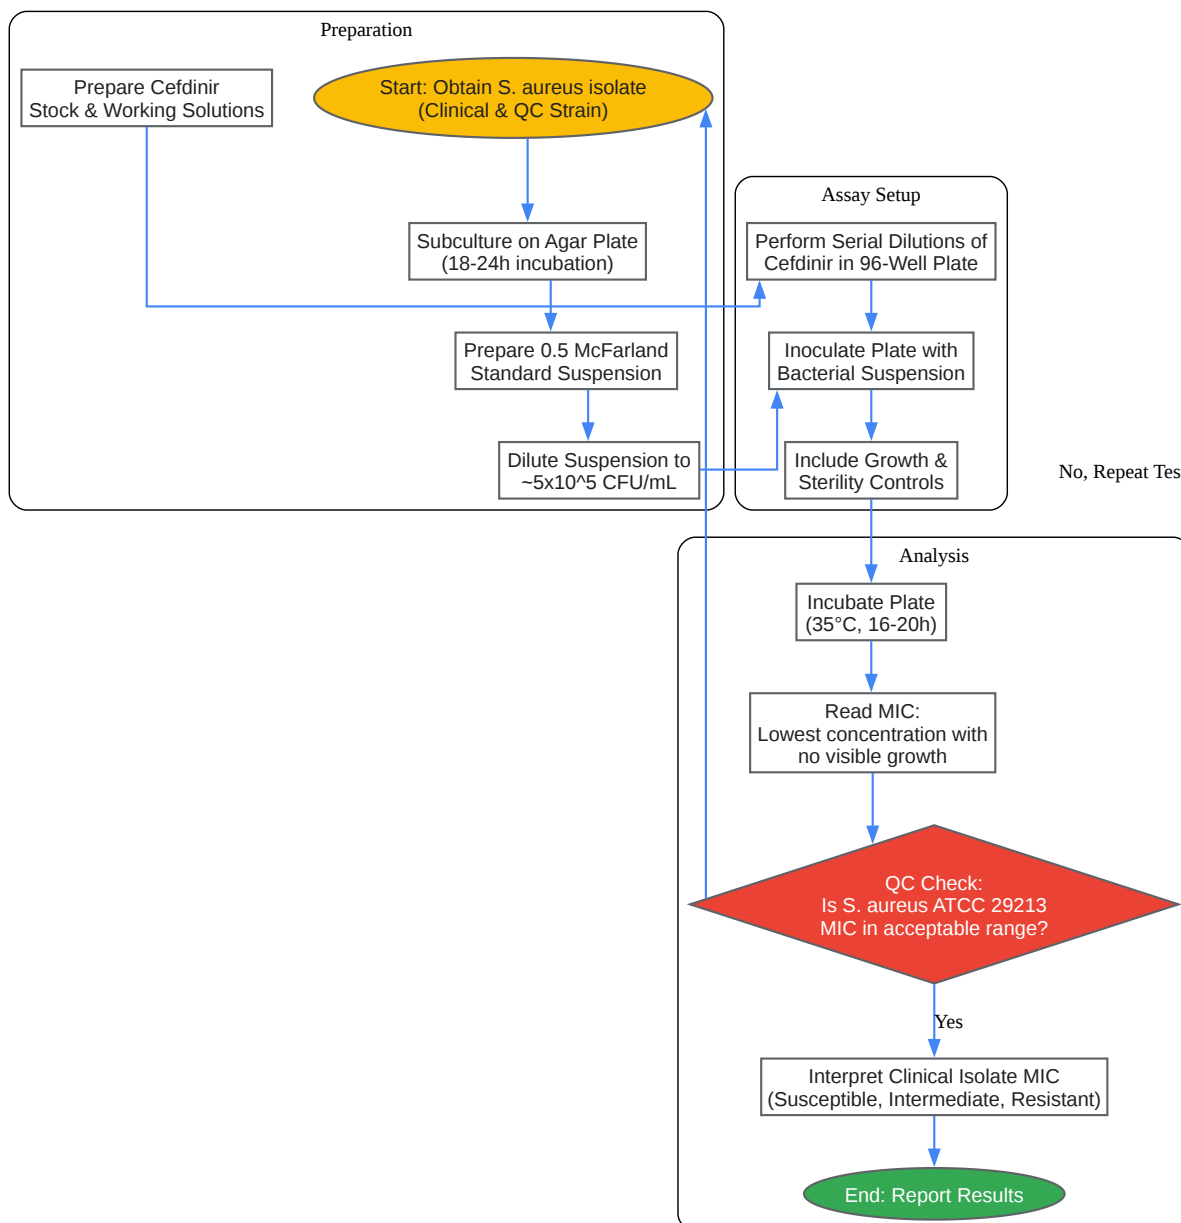 Preparation
Prepare Cefdinir
Stock & Working Solutions
Start: Obtain S. aureus isolate
(Clinical & QC Strain)
Subculture on Agar Plate
(18-24h incubation)
Prepare 0.5 McFarland
Standard Suspension
Dilute Suspension to
~5x10^5 CFU/mL
Assay Setup
Perform Serial Dilutions of
Cefdinir in 96-Well Plate
Inoculate Plate with
Bacterial Suspension
Include Growth &
Sterility Controls
No, Repeat Tes
Analysis
Incubate Plate
(35°C, 16-20h)
Read MIC:
Lowest concentration with
no visible growth
QC Check:
Is S. aureus ATCC 29213
MIC in acceptable range?
Yes
Interpret Clinical Isolate MIC
(Susceptible, Intermediate, Resistant)
End: Report Results